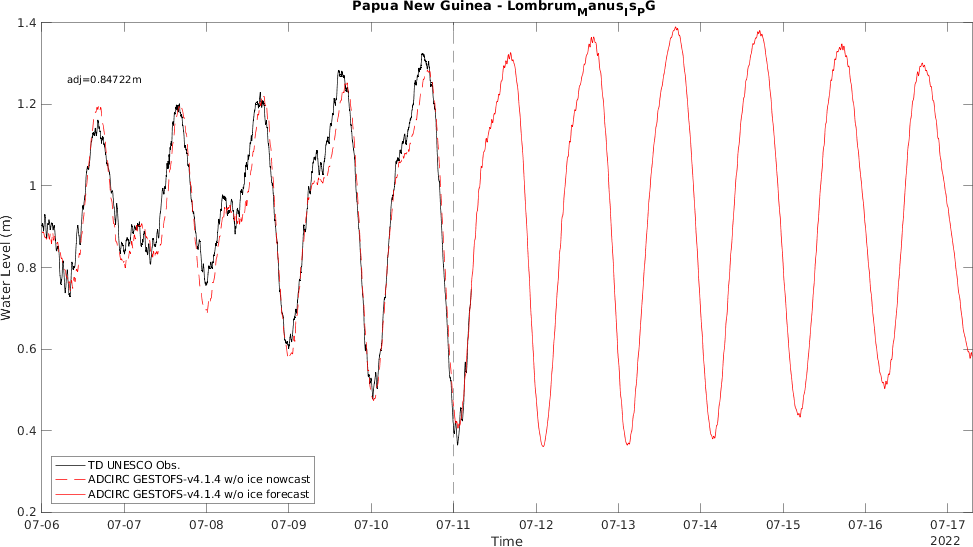 Papua New Guinea - Lombrum_Manus_Is_PG
1.4
adj=0.84722m
1.2
1
0.8
0.6
0.4
0.2
Water Level (m)
TD UNESCO Obs.
ADCIRC GESTOFS-v4.1.4 w/o ice nowcast
ADCIRC GESTOFS-v4.1.4 w/o ice forecast
07-06 07-07 07-08 07-09 07-10 07-11 07-12 07-13 07-14 07-15 07-16 07-17
Time
2022